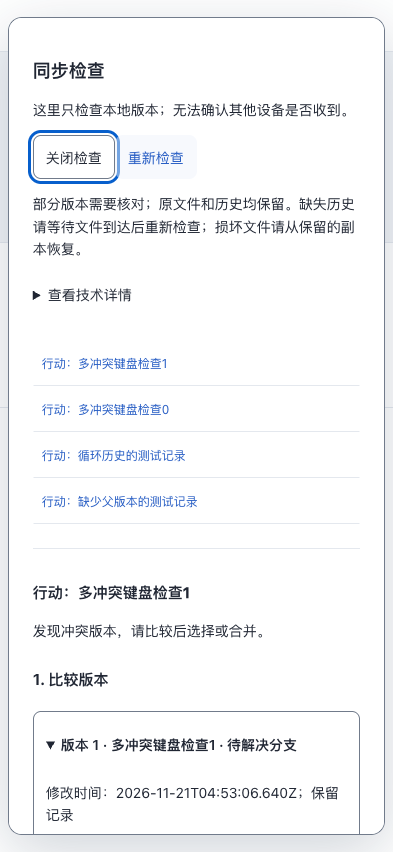 同步检查
这里只检查本地版本；无法确认其他设备是否收到。
关闭检查 重新检查
部分版本需要核对；原文件和历史均保留。缺失历史
请等待文件到达后重新检查；损坏文件请从保留的副
本恢复。
▶ 查看技术详情
行动：多冲突键盘检查1
行动：多冲突键盘检查0
行动：循环历史的测试记录
行动：缺少父版本的测试记录
行动：多冲突键盘检查1
发现冲突版本，请比较后选择或合并。
1. 比较版本
▼ 版本 1 · 多冲突键盘检查1 · 待解决分支
修改时间：2026-11-21T04:53:06.640Z；保留
记录